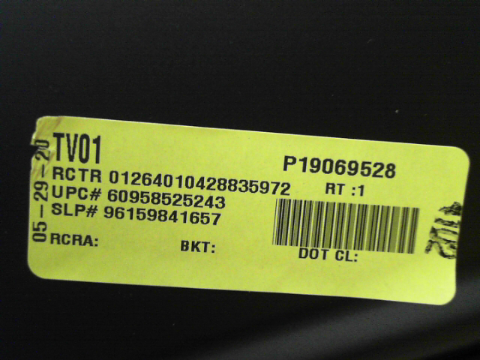 TV01
P19069528
RCTR 01264010428835972 RT :1
UPC# 60958525243
SLP# 96159841657
RCRA: BKT: DOT CL:
05-29-20